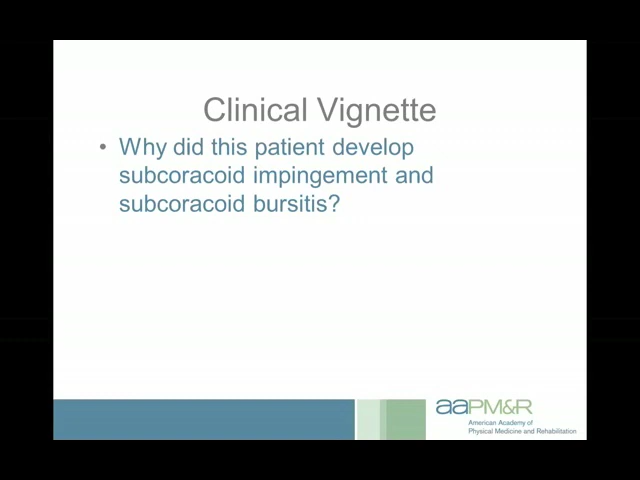 Clinical Vignette
• Why did this patient develop
subcoracoid impingement and
subcoracoid bursitis?
aaPM&R
American Academy of
Physical Medicine and Rehabilitation